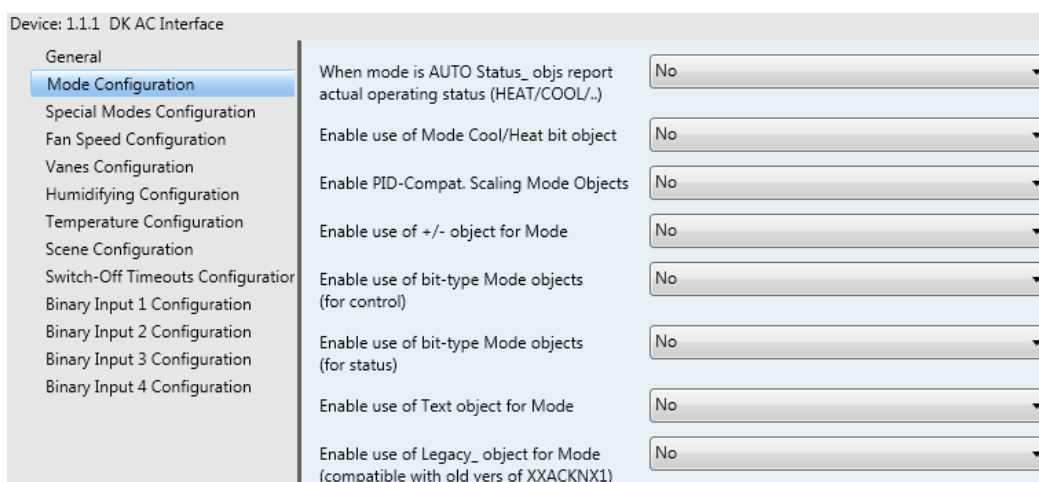 Device: 1.1.1 DK AC Interface
General
Mode Configuration
Special Modes Configuration
Fan Speed Configuration
Vanes Configuration
Humidifying Configuration
Temperature Configuration
Scene Configuration
Switch-Off Timeouts Configuration
Binary Input 1 Configuration
Binary Input 2 Configuration
Binary Input 3 Configuration
Binary Input 4 Configuration
When mode is AUTO Status_ objs report
actual operating status (HEAT/COOL/..)
No
Enable use of Mode Cool/Heat bit object
No
Enable PID-Compat. Scaling Mode Objects
No
Enable use of +/- object for Mode
No
Enable use of bit-type Mode objects
(for control)
No
Enable use of bit-type Mode objects
(for status)
No
Enable use of Text object for Mode
No
Enable use of Legacy_ object for Mode
(compatible with old vers of XXACKNX1)
No